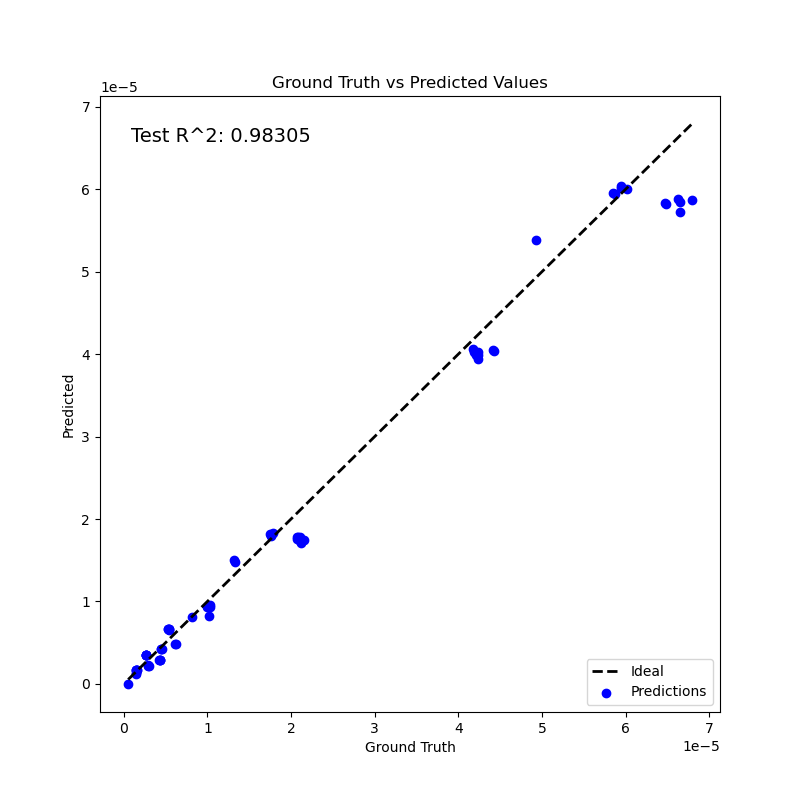 Ground Truth vs Predicted Values
1e−5
Test R^2: 0.98305
7
6
5
4
3
2
1
0
Predicted
Ideal
Predictions
0 1 2 3 4 5 6 7
Ground Truth
1e−5